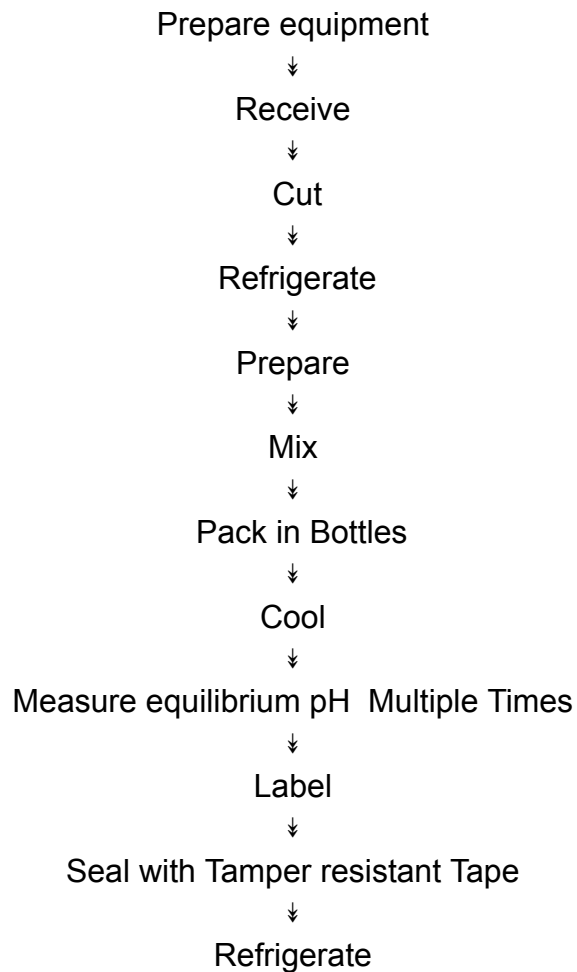 Prepare equipment
↡
Receive
↡
Cut
↡
Refrigerate
↡
Prepare
↡
Mix
↡
Pack in Bottles
↡
Cool
↡
Measure equilibrium pH  Multiple Times
↡
Label
↡
Seal with Tamper resistant Tape
↡
Refrigerate